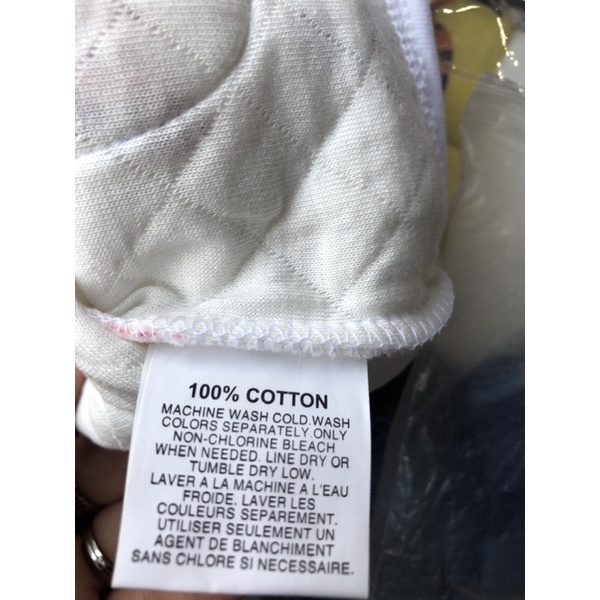 100% COTTON
MACHINE WASH COLD.WASH
COLORS SEPARATELY.ONLY
NON-CHLORINE BLEACH
WHEN NEEDED. LINE DRY OR
TUMBLE DRY LOW.
LAVER A LA MACHINE A L'EAU
FROIDE. LAVER LES
COULEURS SEPAREMENT.
UTILISER SEULEMENT UN
AGENT DE BLANCHIMENT
SANS CHLORE SI NECESSAIRE.